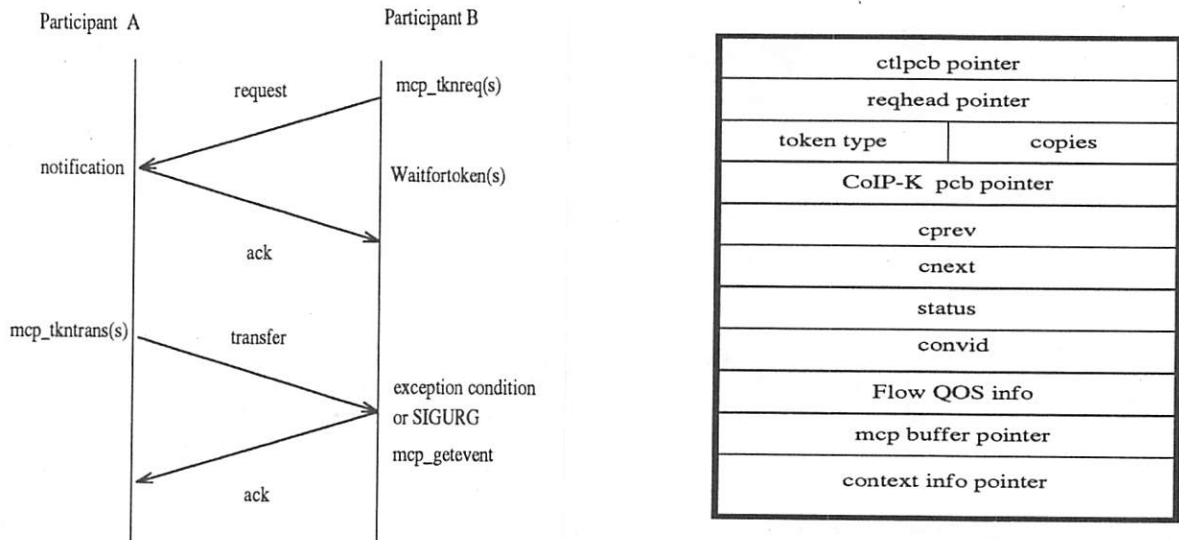 Participant A
Participant B
request
mcp_tknreq(s)
notification
Waitfortoken(s)
ack
mcp_tkntrans(s)
transfer
exception condition
or SIGURG
mcp_getevent
ack
ctlpcb pointer
reqhead pointer
token type
copies
CoIP-K pcb pointer
cprev
cnext
status
convid
Flow QOS info
mcp buffer pointer
context info pointer